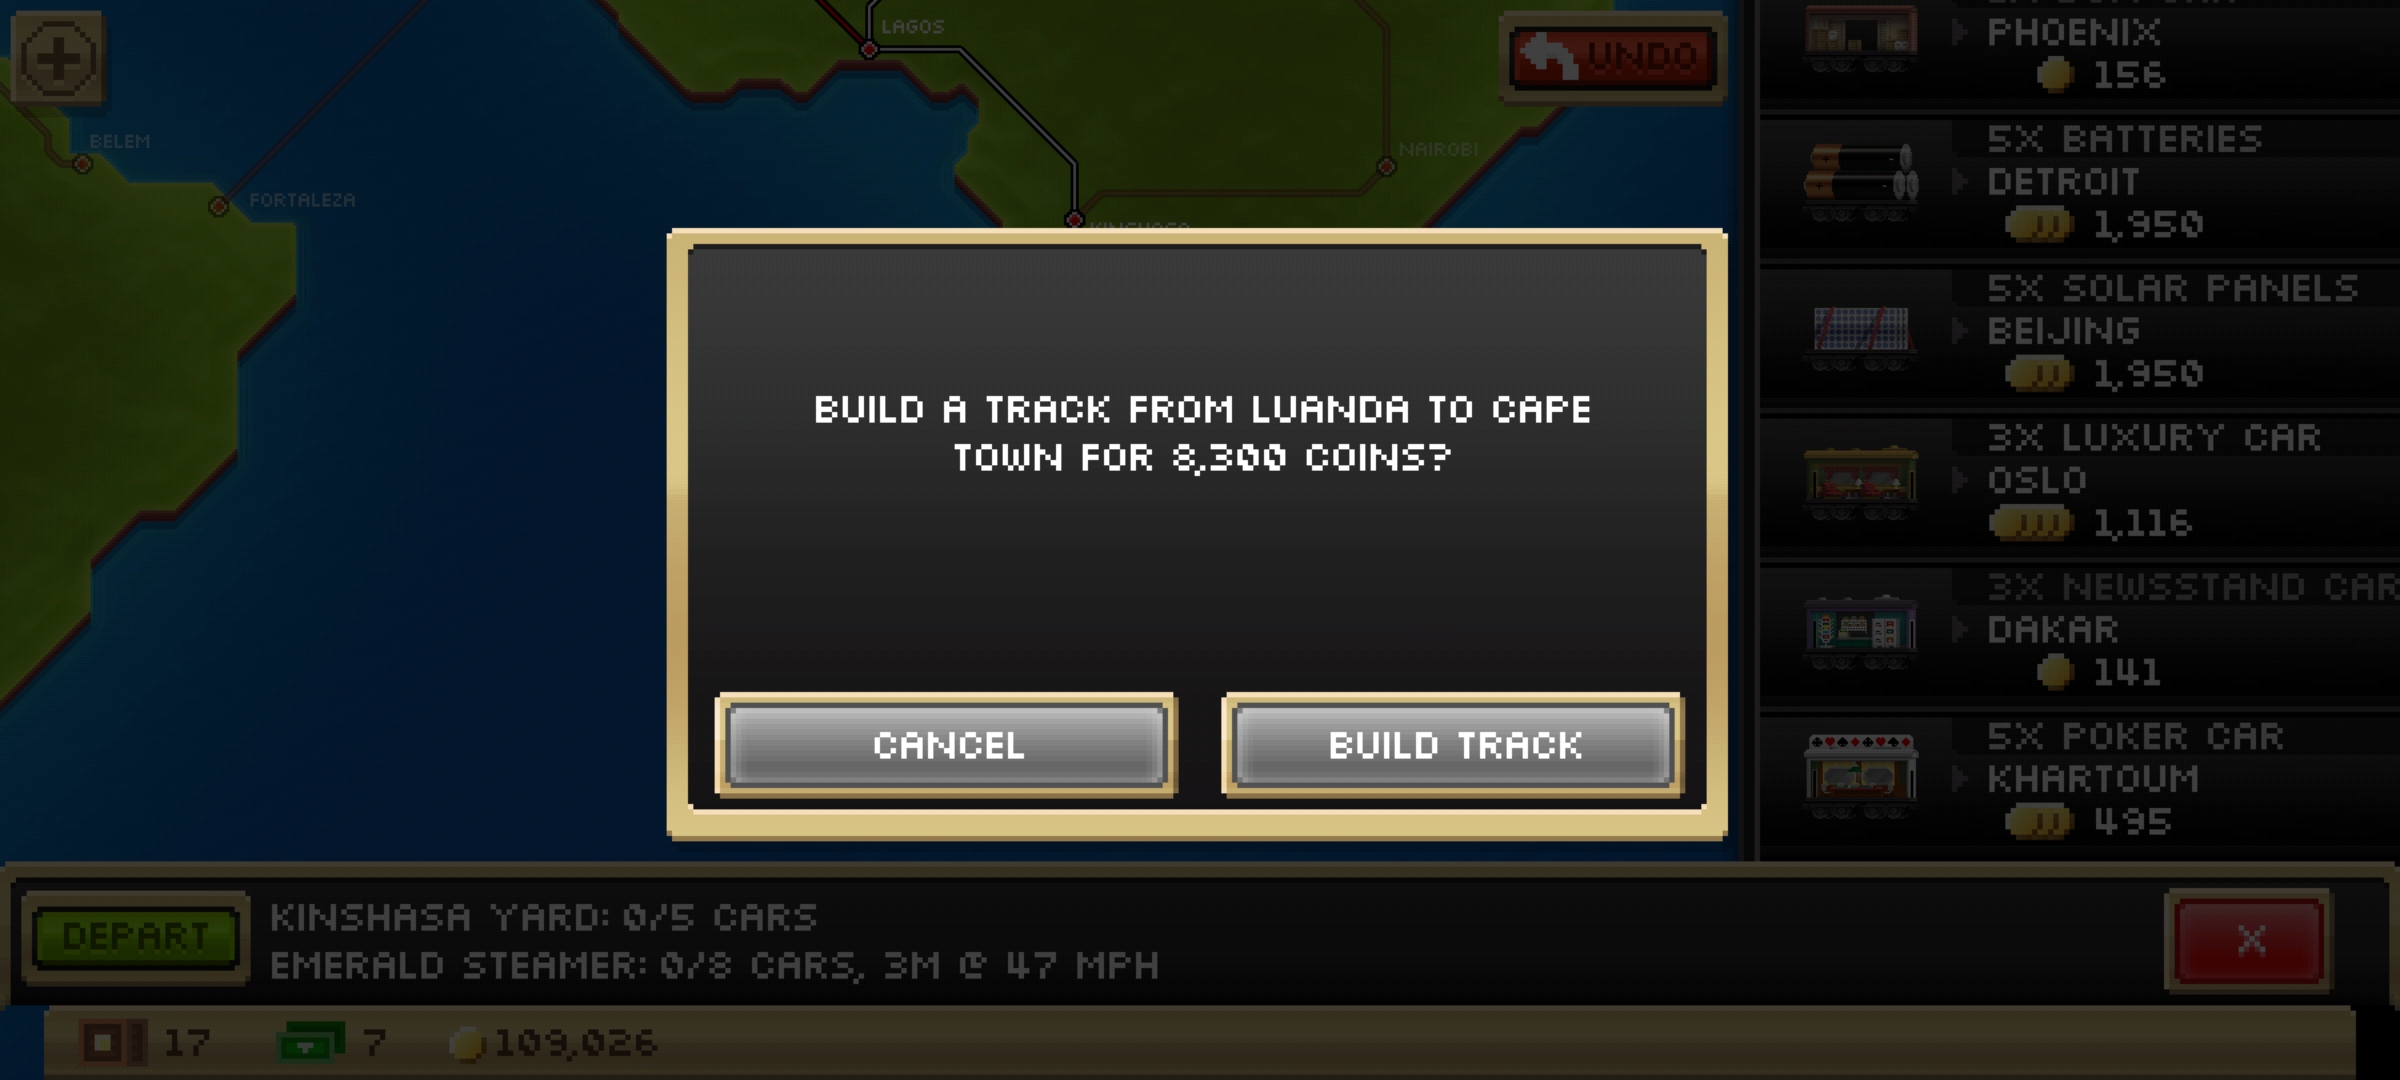 LAGOS
UNDO
BELEM
NAIROBI
FORTALEZA
KINSHASA
PHOENIX
156
5X BATTERIES
DETROIT
1,950
5X SOLAR PANELS
BEIJING
1,950
3X LUXURY CAR
OSLO
1,116
3X NEWSSTAND CAR
DAKAR
141
5X POKER CAR
KHARTOUM
495
BUILD A TRACK FROM LUANDA TO CAPE
TOWN FOR 8,300 COINS?
CANCEL
BUILD TRACK
DEPART
KINSHASA YARD: 0/5 CARS
EMERALD STEAMER: 0/8 CARS, 3M @ 47 MPH
X
17
7
109,026